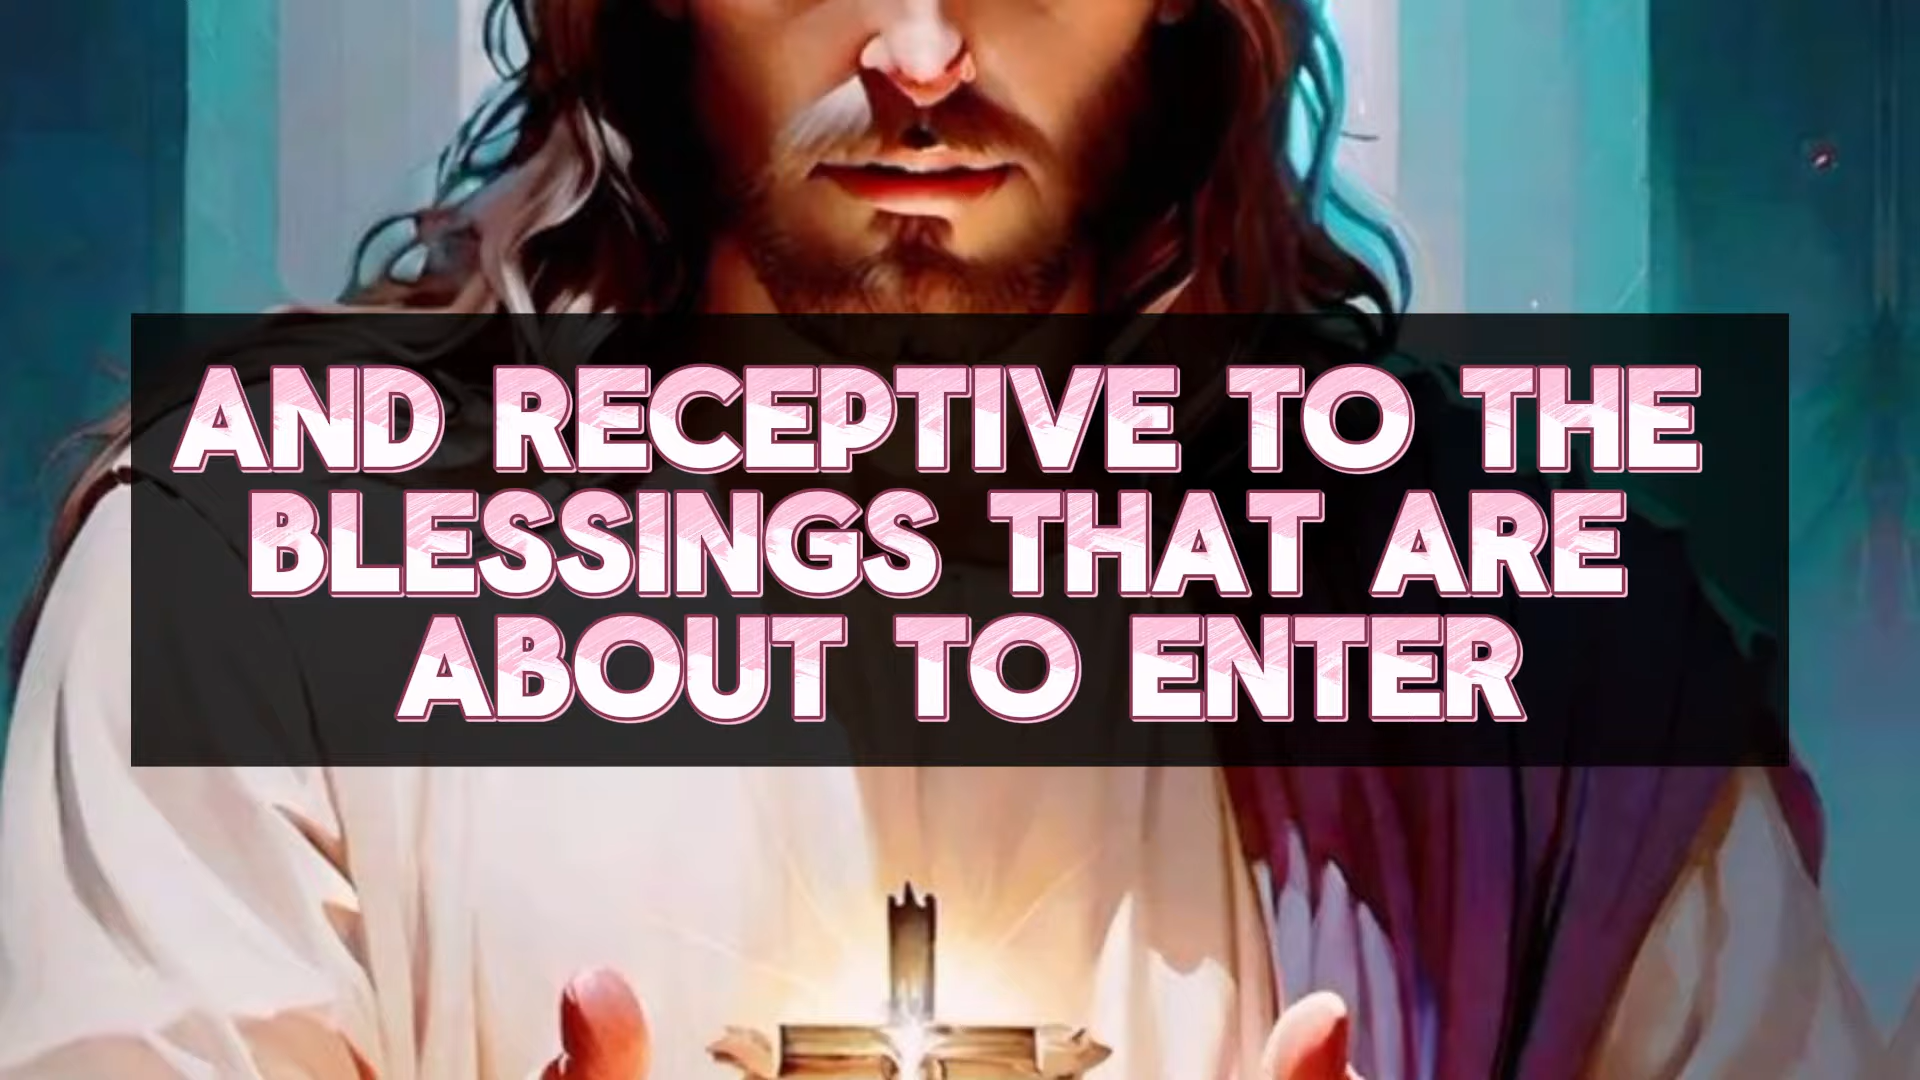 AND RECEPTIVE TO THE
BLESSINGS THAT ARE
ABOUT TO ENTER